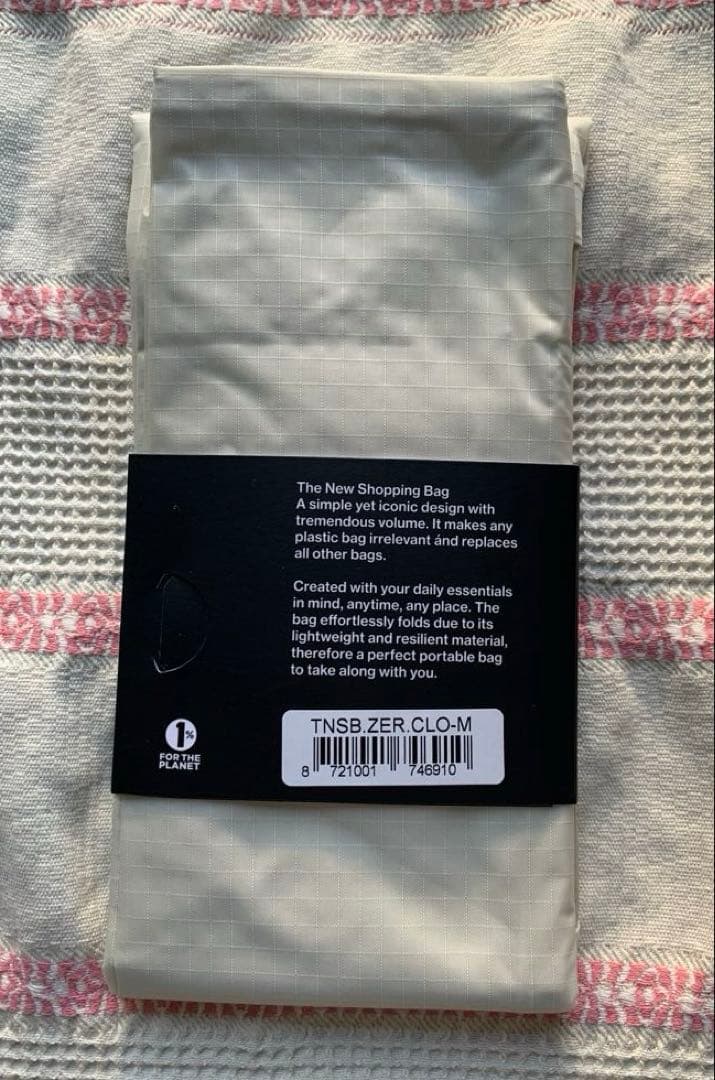 The New Shopping Bag
A simple yet iconic design with
tremendous volume. It makes any
plastic bag irrelevant ánd replaces
all other bags.
Created with your daily essentials
in mind, anytime, any place. The
bag effortlessly folds due to its
lightweight and resilient material,
therefore a perfect portable bag
to take along with you.
1%
FOR THE
PLANET
TNSB.ZER.CLO-M
8 721001 746910